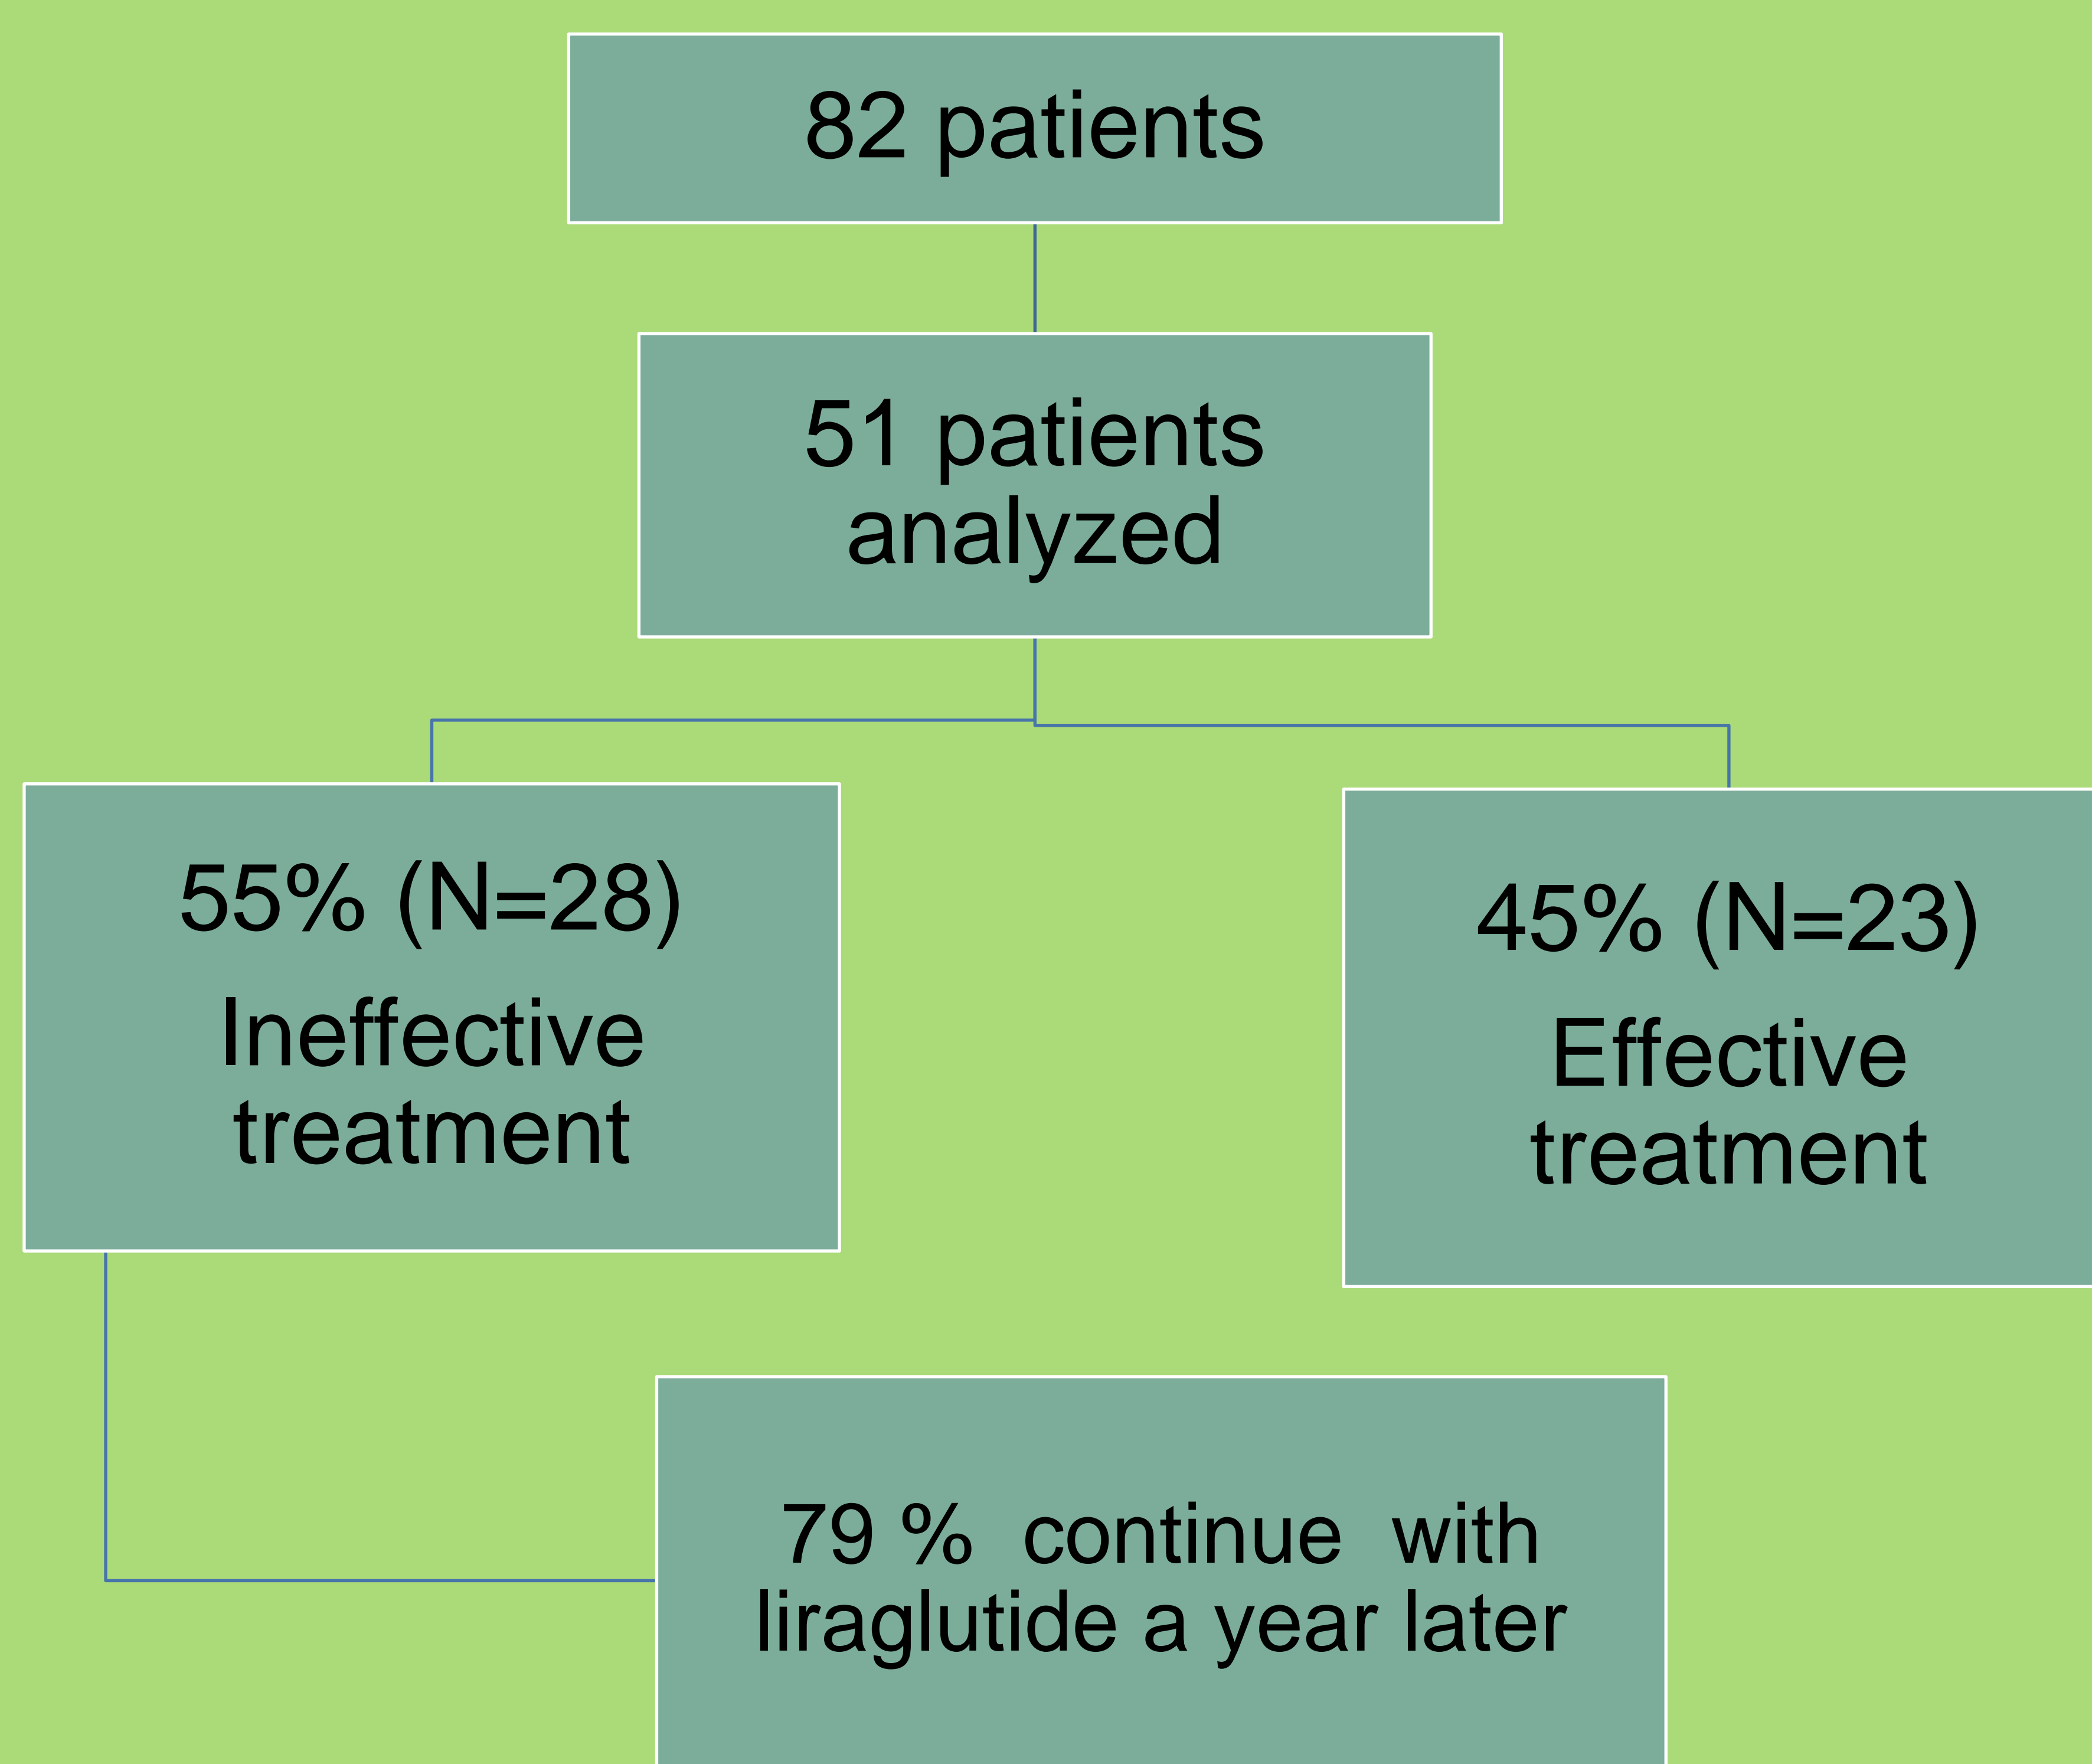 82 patients
51 patients
analyzed
55% (N=28)
Ineffective
treatment
45% (N=23)
Effective
treatment
79 % continue with
liraglutide a year later